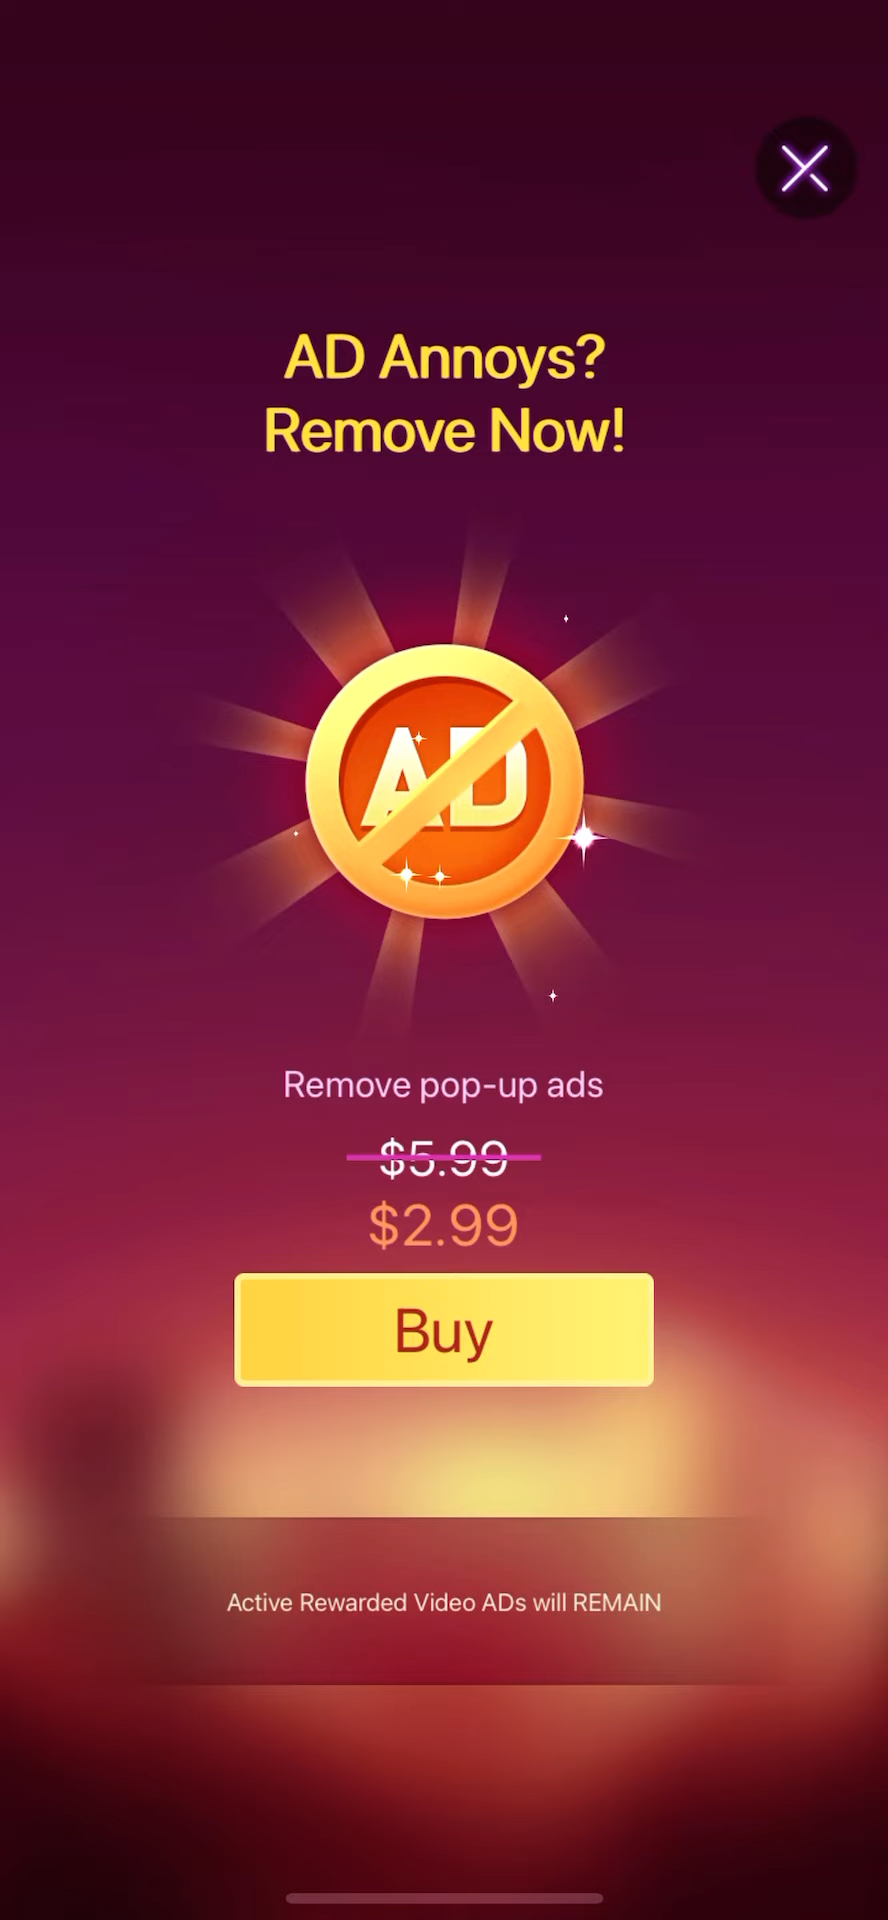 AD Annoys?
Remove Now!
AD
Remove pop-up ads
$5.99
$2.99
Buy
Active Rewarded Video ADs will REMAIN